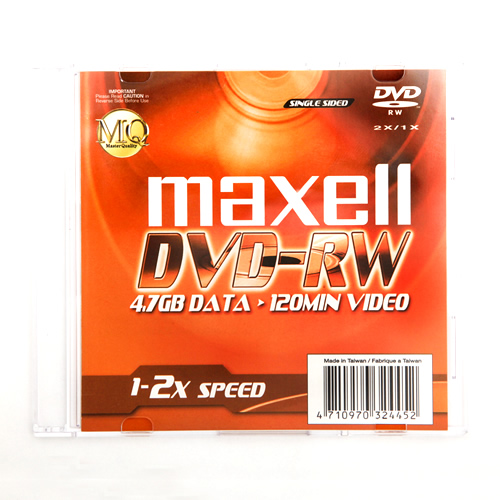 IMPORTANT
Please Read CAUTION in
Reverse Side Before Use
SINGLE SIDED
DVD
RW
2X/1X
MQ
Master Quality
maxell
DVD-RW
4.7GB DATA > 120MIN VIDEO
Made in Taiwan / Fabrique a Taiwan
1-2X SPEED
4 710970 324452